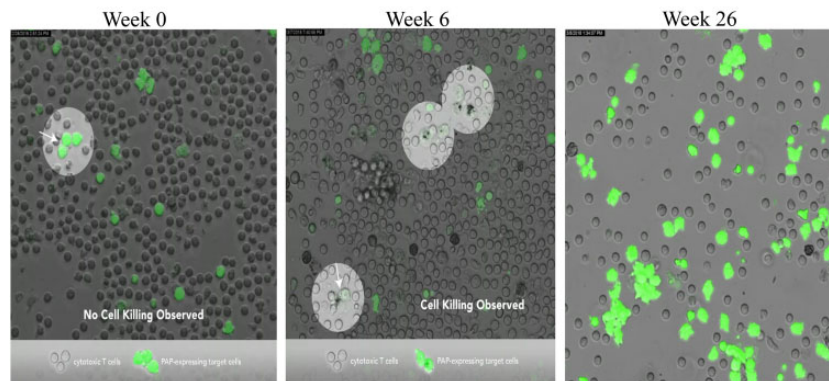 Week 0
Week 6
Week 26
No Cell Killing Observed
Cell Killing Observed
cytotoxic T cells
PAP-expressing target cells
cytotoxic T cells
PAP-expressing target cells